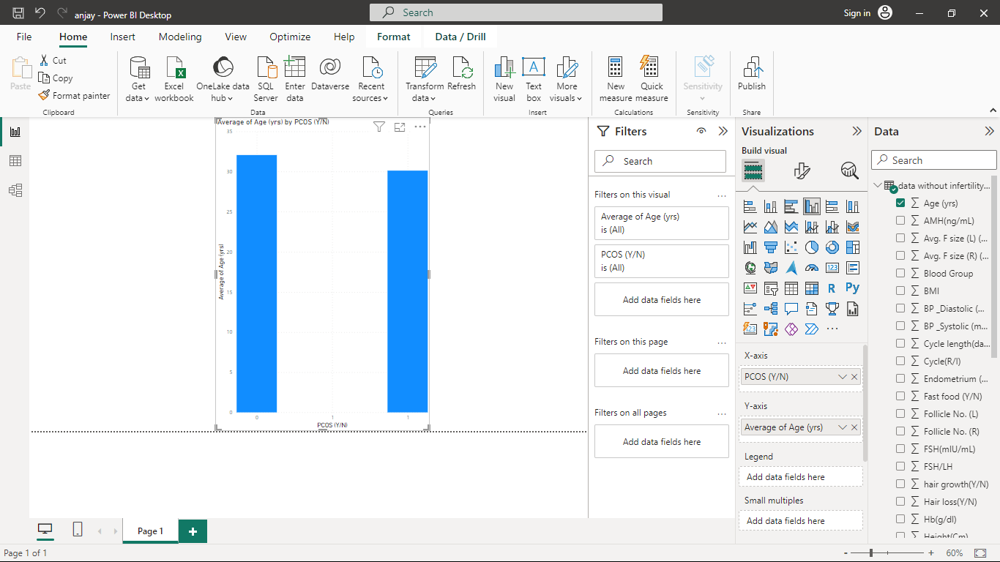 anjay - Power BI Desktop
Search
Sign in
File
Home
Insert
Modeling
View
Optimize
Help
Format
Data / Drill
Paste
Cut
Copy
Format painter
Clipboard
Get data
Excel workbook
OneLake data hub
SQL Server
Enter data
Dataverse
Recent sources
Data
Transform data
Refresh
Queries
New visual
Text box
More visuals
Insert
New measure
Quick measure
Calculations
Sensitivity
Sensitivity
Publish
Share
Average of Age (yrs) by PCOS (Y/N)
35
30
25
20
15
10
5
0
Average of Age (yrs)
0
1
1
PCOS (Y/N)
Filters
Search
Filters on this visual
...
Average of Age (yrs)
is (All)
PCOS (Y/N)
is (All)
Add data fields here
Filters on this page
...
Add data fields here
Filters on all pages
...
Add data fields here
Visualizations
Build visual
123
R
Py
123
...
X-axis
PCOS (Y/N)
Y-axis
Average of Age (yrs)
Legend
Add data fields here
Small multiples
Add data fields here
Data
Search
data without infertility...
Age (yrs)
AMH(ng/mL)
Avg. F size (L) (...
Avg. F size (R) (...
Blood Group
BMI
BP _Diastolic (...
BP _Systolic (m...
Cycle length(da...
Cycle(R/I)
Endometrium (...
Fast food (Y/N)
Follicle No. (L)
Follicle No. (R)
FSH(mIU/mL)
FSH/LH
hair growth(Y/N)
Hair loss(Y/N)
Hb(g/dl)
Height(Cm)
Page 1
Page 1 of 1
60%